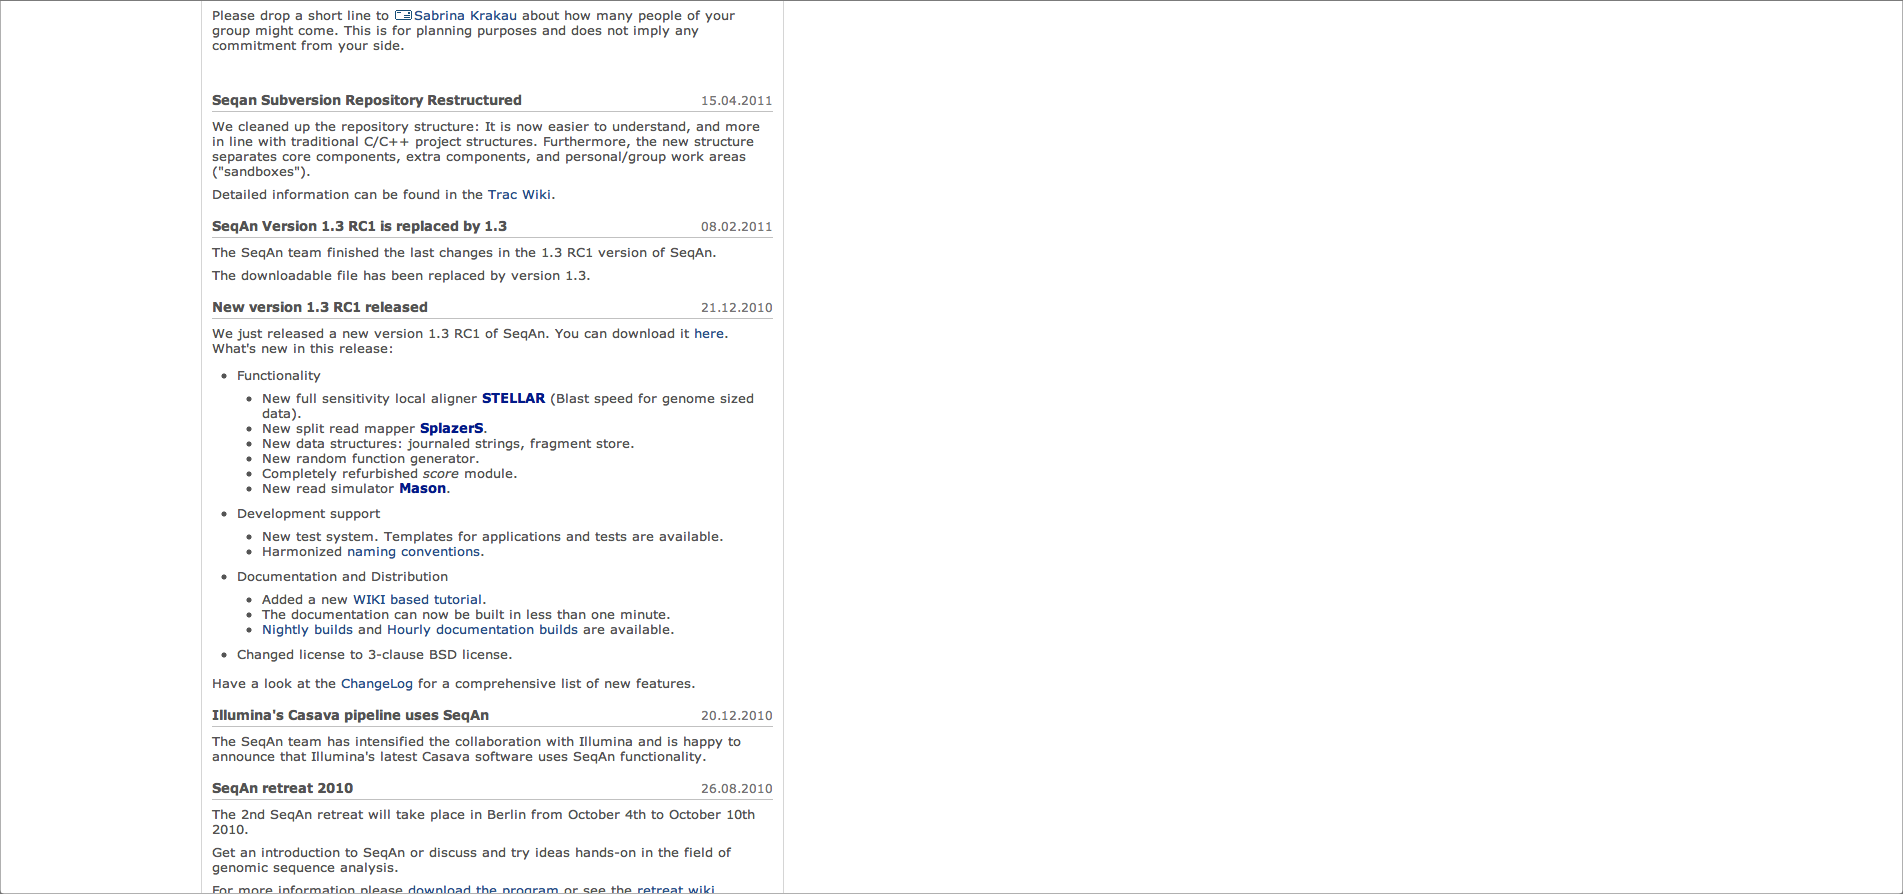 Please drop a short line to Sabrina Krakau about how many people of your
group might come. This is for planning purposes and does not imply any
commitment from your side.
Seqan Subversion Repository Restructured 15.04.2011
We cleaned up the repository structure: It is now easier to understand, and more
in line with traditional C/C++ project structures. Furthermore, the new structure
separates core components, extra components, and personal/group work areas
("sandboxes").
Detailed information can be found in the Trac Wiki.
SeqAn Version 1.3 RC1 is replaced by 1.3 08.02.2011
The SeqAn team finished the last changes in the 1.3 RC1 version of SeqAn.
The downloadable file has been replaced by version 1.3.
New version 1.3 RC1 released 21.12.2010
We just released a new version 1.3 RC1 of SeqAn. You can download it here.
What's new in this release:
• Functionality
• New full sensitivity local aligner STELLAR (Blast speed for genome sized
data).
• New split read mapper SplazerS.
• New data structures: journaled strings, fragment store.
• New random function generator.
• Completely refurbished score module.
• New read simulator Mason.
• Development support
• New test system. Templates for applications and tests are available.
• Harmonized naming conventions.
• Documentation and Distribution
• Added a new WIKI based tutorial.
• The documentation can now be built in less than one minute.
• Nightly builds and Hourly documentation builds are available.
• Changed license to 3-clause BSD license.
Have a look at the ChangeLog for a comprehensive list of new features.
Illumina's Casava pipeline uses SeqAn 20.12.2010
The SeqAn team has intensified the collaboration with Illumina and is happy to
announce that Illumina's latest Casava software uses SeqAn functionality.
SeqAn retreat 2010 26.08.2010
The 2nd SeqAn retreat will take place in Berlin from October 4th to October 10th
2010.
Get an introduction to SeqAn or discuss and try ideas hands-on in the field of
genomic sequence analysis.
For more information please download the program or see the retreat wiki